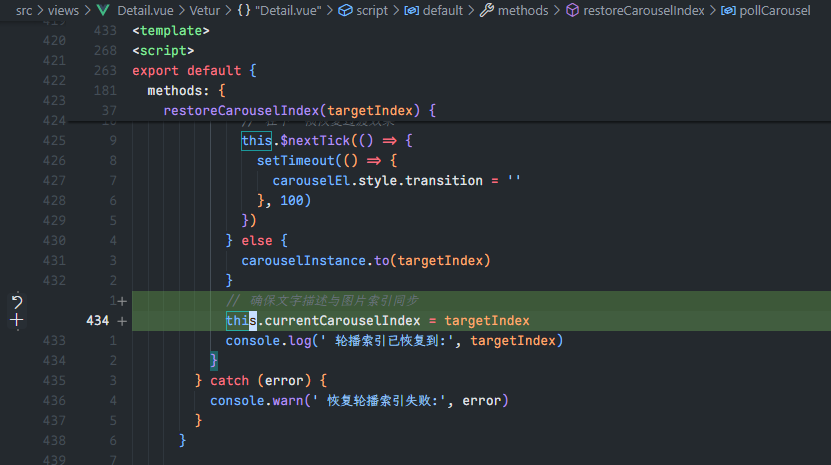 src > views > Detail.vue > Vetur > {} "Detail.vue" > script > default > methods > restoreCarouselIndex > pollCarousel
420 433 <template>
421 268 <script>
422 263 export default {
423 181 methods: {
37 restoreCarouselIndex(targetIndex) {
424
425 9 this.$nextTick(() => {
426 8 setTimeout(() => {
427 7 carouselEl.style.transition = ''
428 6 }, 100)
429 5 })
430 4 } else {
431 3 carouselInstance.to(targetIndex)
432 2 }
1+ // 确保文字描述与图片索引同步
434 + this.currentCarouselIndex = targetIndex
433 1 console.log(' 轮播索引已恢复到:', targetIndex)
434 2 }
435 3 } catch (error) {
436 4 console.warn(' 恢复轮播索引失败:', error)
437 5 }
438 6 }
439 7